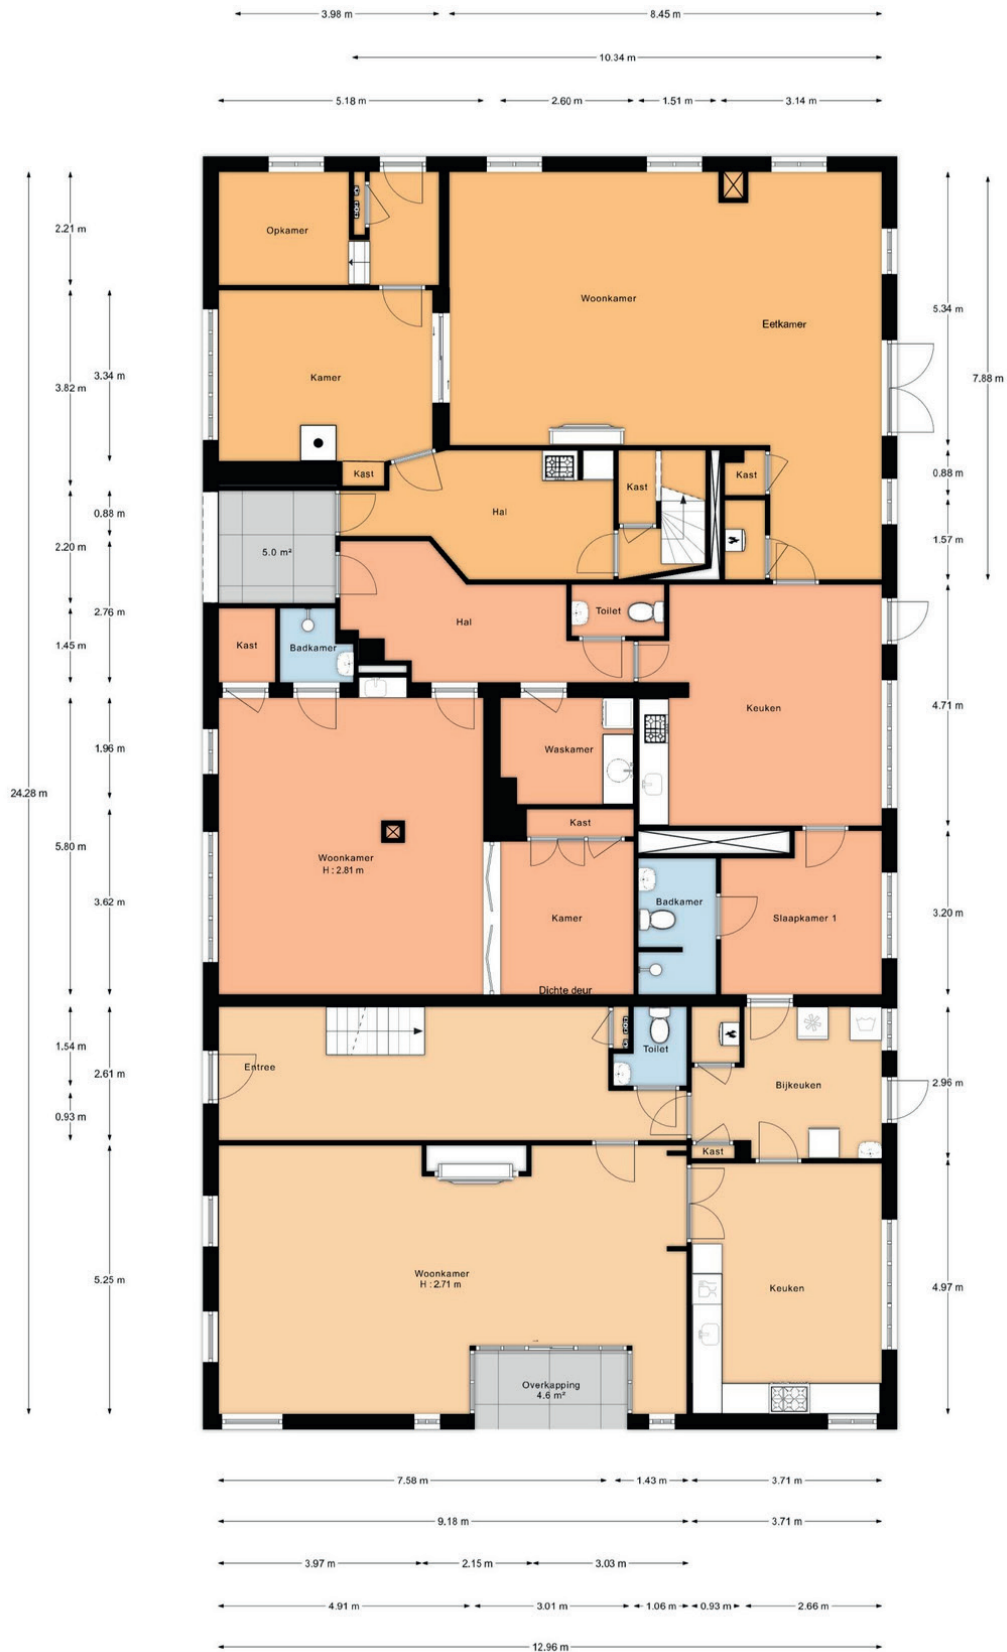 3.98 m
8.45 m
10.34 m
5.18 m
2.60 m
1.51 m
3.14 m
2.21 m
Opkamer
Woonkamer
Eetkamer
5.34 m
3.34 m
3.82 m
Kamer
7.88 m
Kast
Kast
Kast
0.88 m
0.88 m
Hal
2.20 m
5.0 m²
1.57 m
2.76 m
Toilet
Hal
1.45 m
Kast
Badkamer
Keuken
4.71 m
1.96 m
Waskamer
24.28 m
Kast
5.80 m
Woonkamer
H : 2.81 m
3.62 m
Badkamer
Kamer
Slaapkamer 1
3.20 m
Dichte deur
1.54 m
2.61 m
Toilet
Entree
Bijkeuken
2.96 m
0.93 m
Kast
5.25 m
Woonkamer
H : 2.71 m
Keuken
4.97 m
Overkapping
4.6 m²
7.58 m
1.43 m
3.71 m
9.18 m
3.71 m
3.97 m
2.15 m
3.03 m
4.91 m
3.01 m
1.06 m
0.93 m
2.66 m
12.96 m